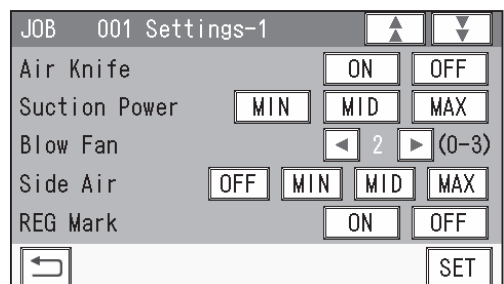 JOB 001 Settings-1
Air Knife ON OFF
Suction Power MIN MID MAX
Blow Fan 2 (0-3)
Side Air OFF MIN MID MAX
REG Mark ON OFF
SET